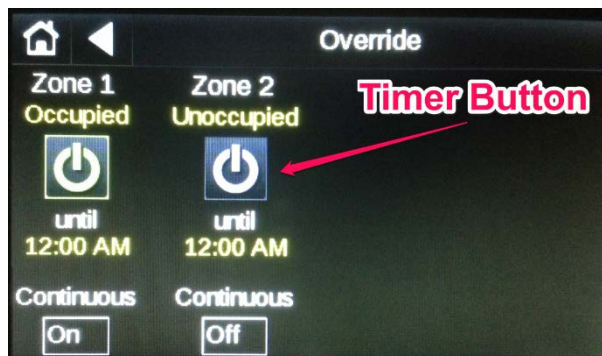 Override
Zone 1 Zone 2
Occupied Unoccupied
Timer Button
until until
12:00 AM 12:00 AM
Continuous Continuous
On Off